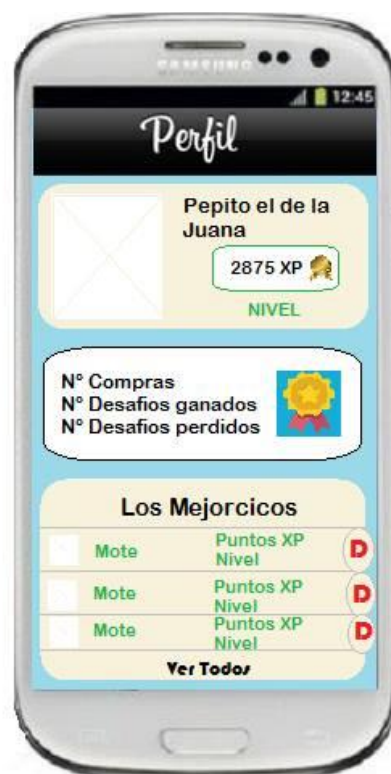 SAMSUNG
12:45
Perfil
Pepito el de la
Juana
2875 XP
NIVEL
Nº Compras
Nº Desafios ganados
Nº Desafios perdidos
Los Mejorcicos
Mote Puntos XP
Nivel D
Mote Puntos XP
Nivel D
Mote Puntos XP
Nivel D
Ver Todos